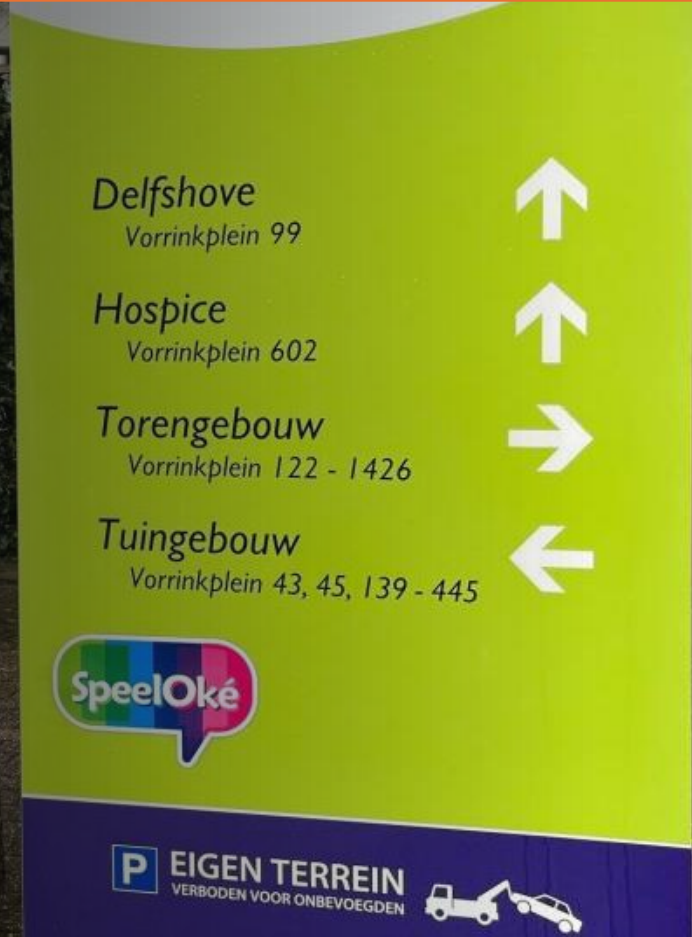 Delfshove
Vorrinkplein 99
Hospice
Vorrinkplein 602
Torengebouw
Vorrinkplein 122 - 1426
Tuingebouw
Vorrinkplein 43, 45, 139 - 445
SpeelOké
P EIGEN TERREIN
VERBODEN VOOR ONBEVOEGDEN